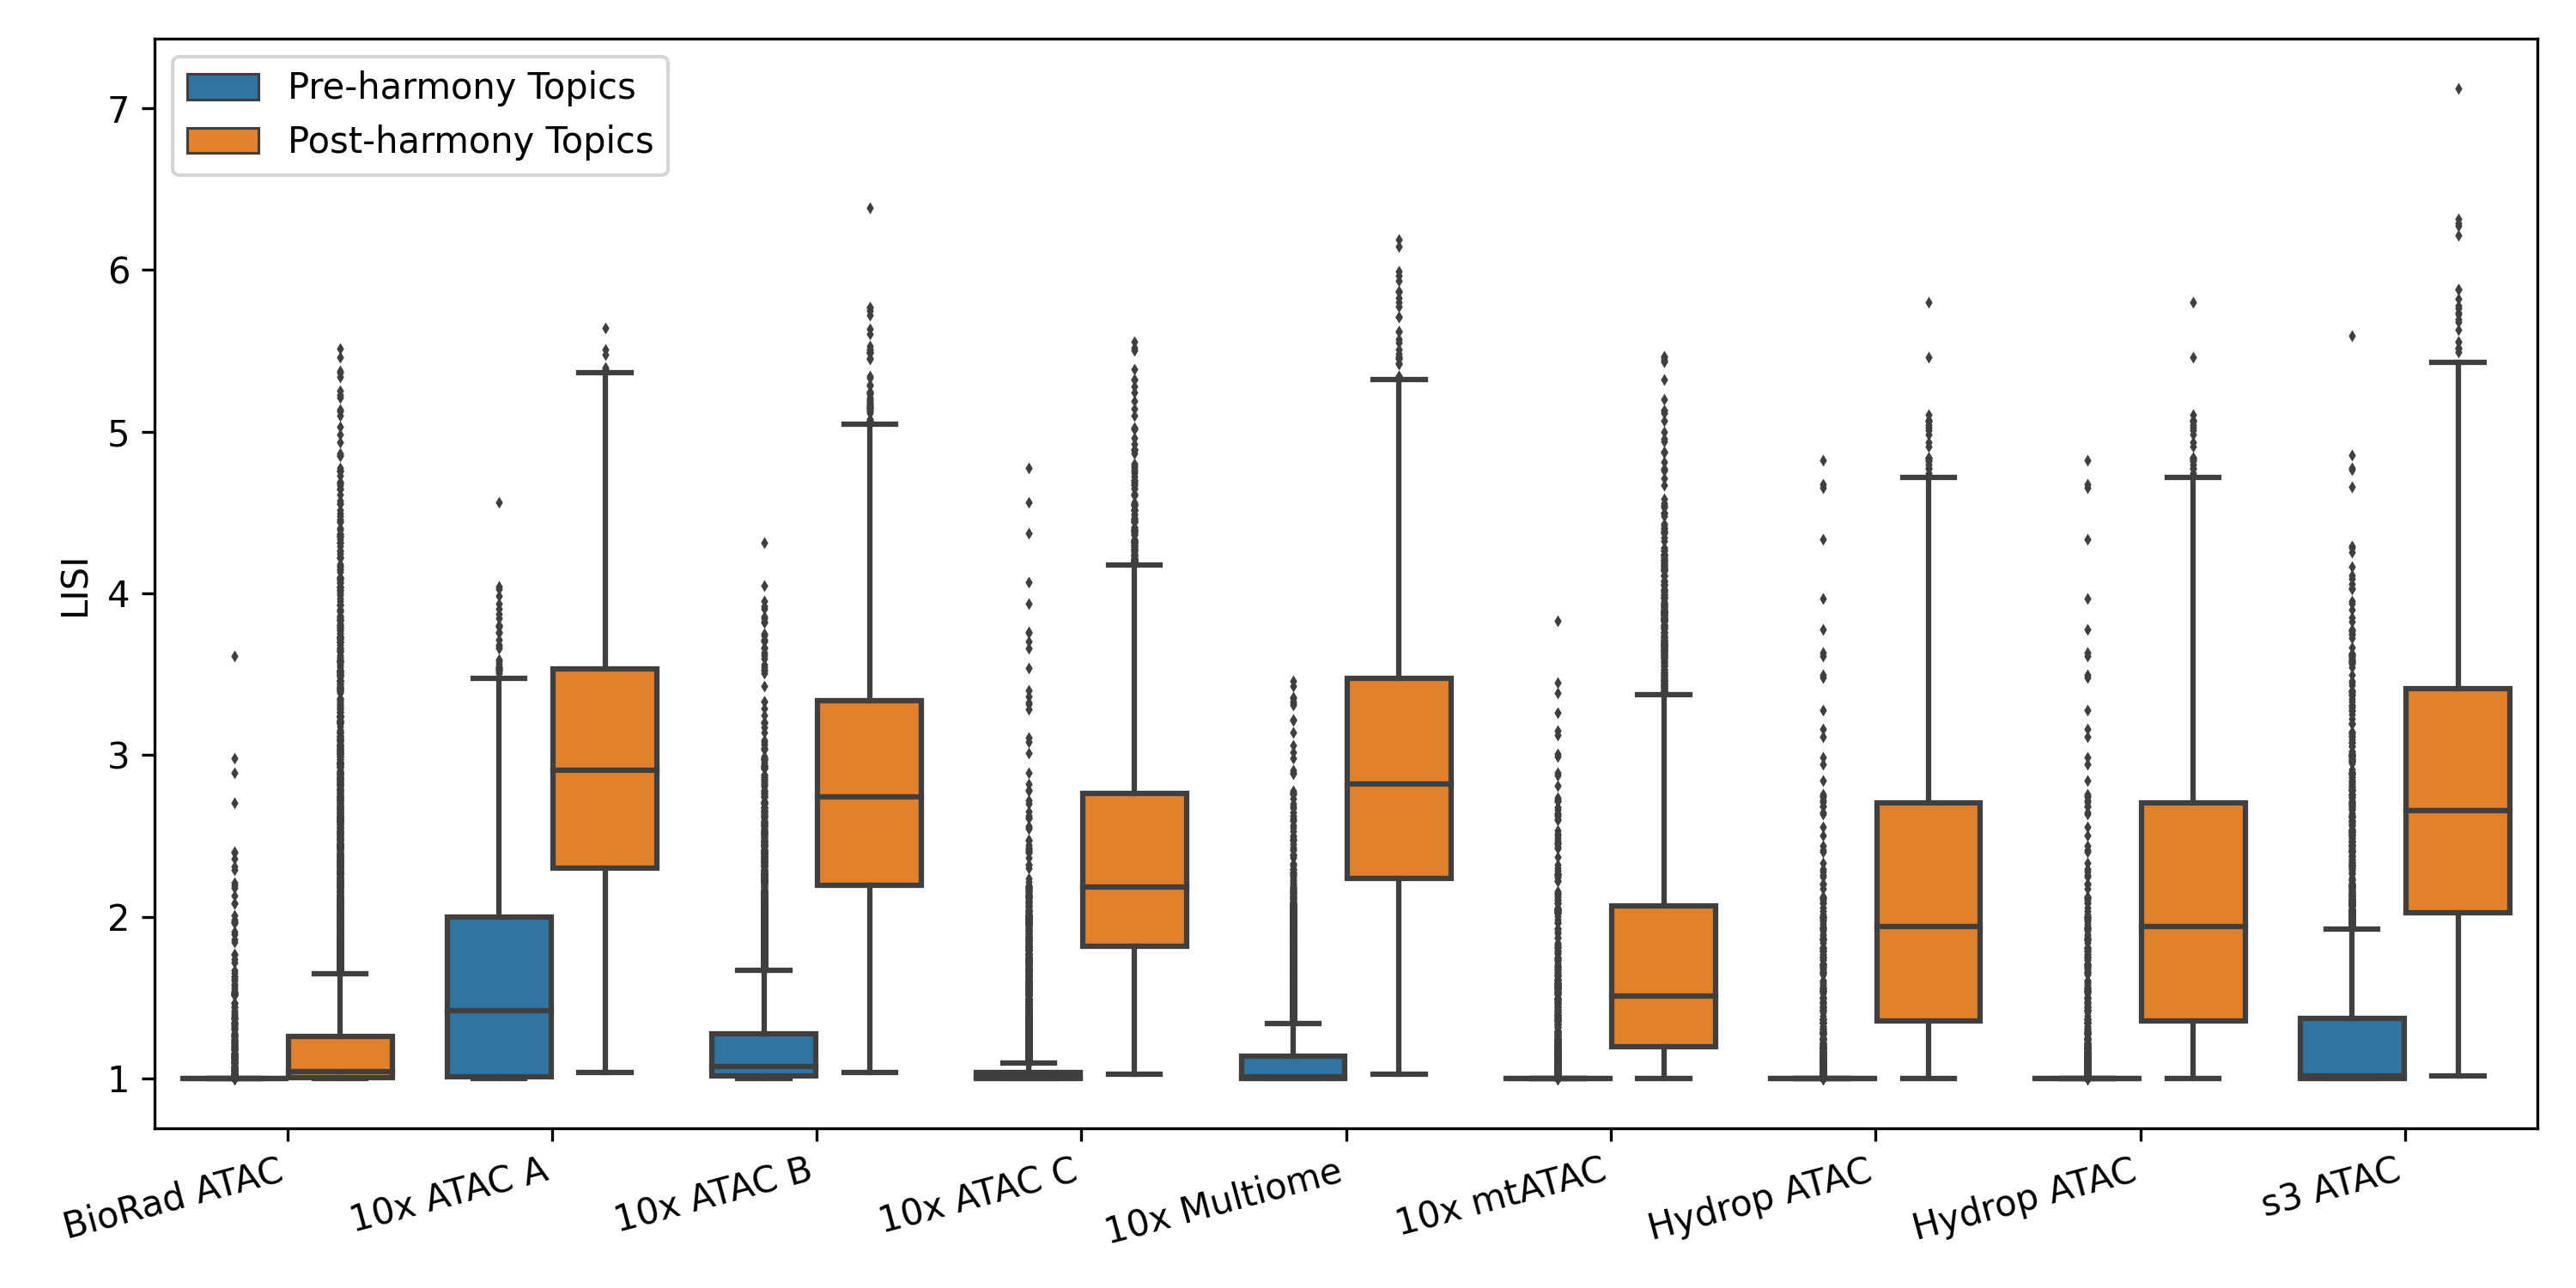 Pre-harmony Topics
Post-harmony Topics
7
6
5
4
3
2
1
LISI
BioRad ATAC
10x ATAC A
10x ATAC B
10x ATAC C
10x Multiome
10x mtATAC
Hydrop ATAC
Hydrop ATAC
s3 ATAC